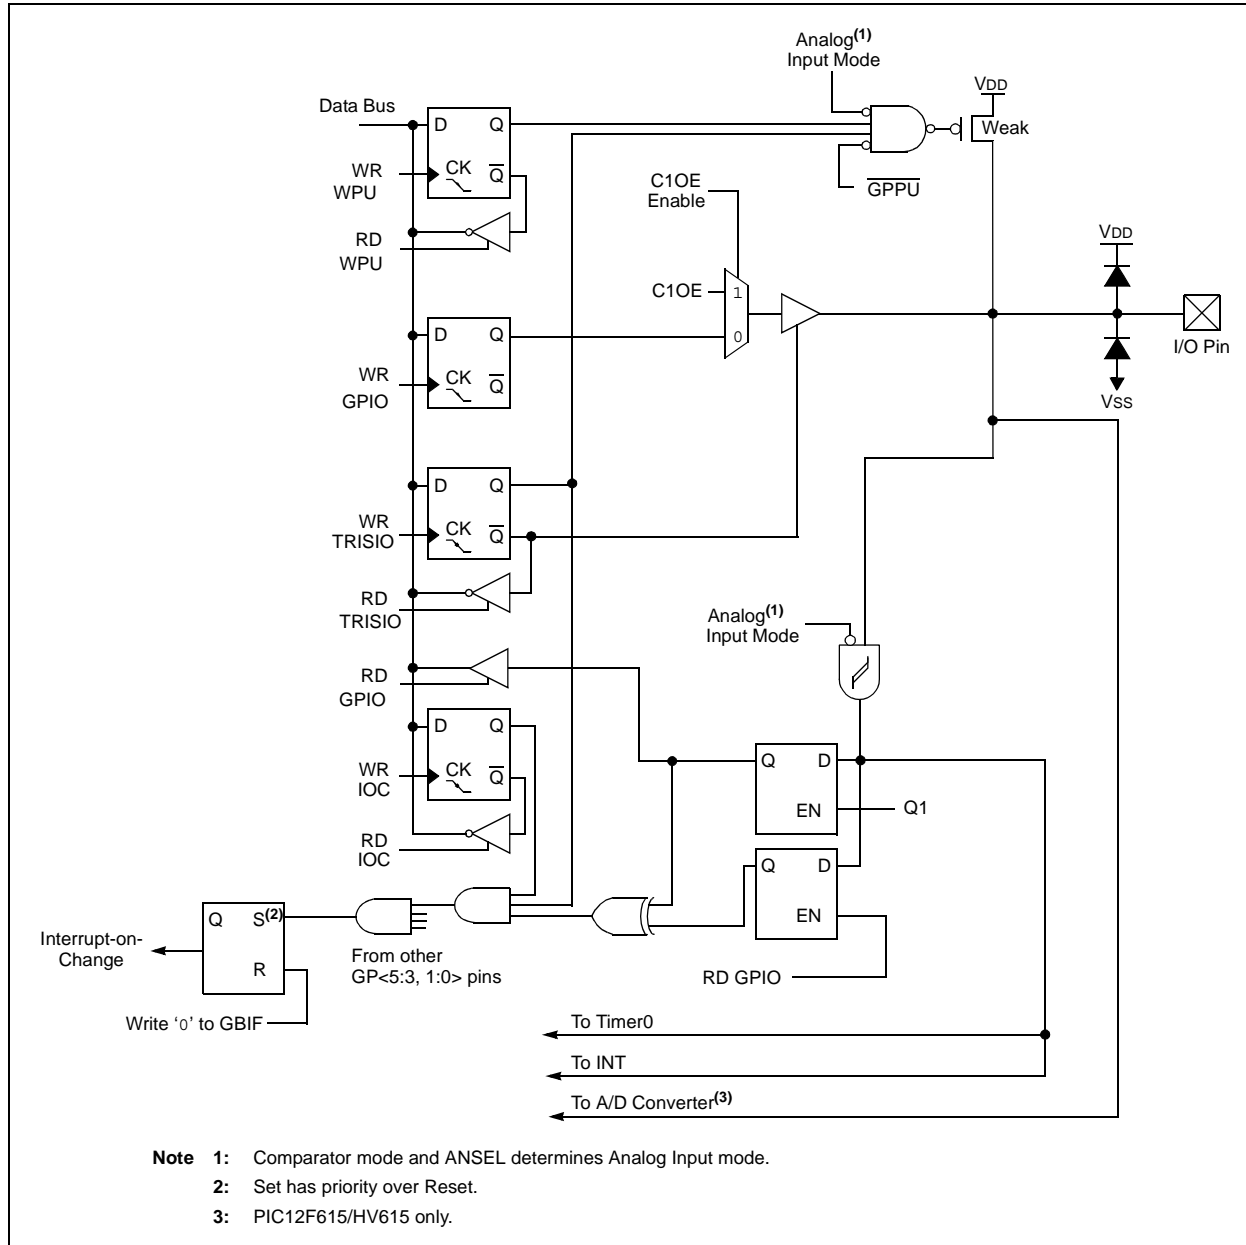 Analog(1)
Input Mode
VDD
Data Bus
D Q
Weak
WR
WPU
CK
Q
GPPU
C1OE
Enable
RD
WPU
VDD
C1OE
1
D Q
0
I/O Pin
WR
GPIO
CK
Q
VSS
D Q
WR
TRISIO
CK
Q
RD
TRISIO
Analog(1)
Input Mode
RD
GPIO
D Q
Q D
WR
IOC
CK
Q
EN
Q1
RD
IOC
Q D
Q S(2)
EN
Interrupt-on-
Change
From other
GP<5:3, 1:0> pins
R
RD GPIO
Write ‘0’ to GBIF
To Timer0
To INT
To A/D Converter(3)
Note 1: Comparator mode and ANSEL determines Analog Input mode.
2: Set has priority over Reset.
3: PIC12F615/HV615 only.